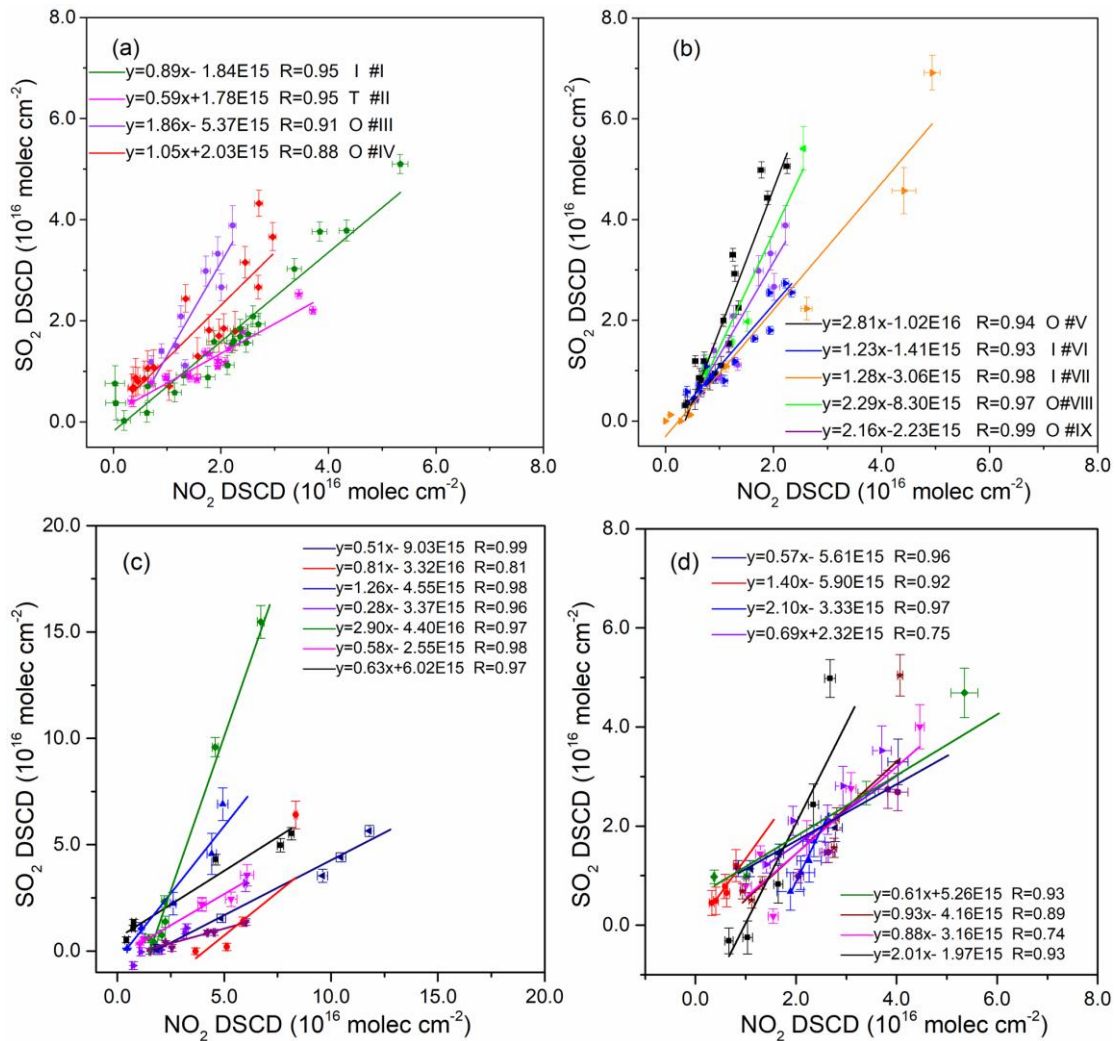 (a)
y=0.89x- 1.84E15 R=0.95 I #I
y=0.59x+1.78E15 R=0.95 T #II
y=1.86x- 5.37E15 R=0.91 O #III
y=1.05x+2.03E15 R=0.88 O #IV
8.0
6.0
4.0
2.0
0.0
SO2 DSCD (10^16 molec cm-2)
0.0 2.0 4.0 6.0 8.0
NO2 DSCD (10^16 molec cm-2)
(b)
8.0
6.0
4.0
2.0
0.0
SO2 DSCD (10^16 molec cm-2)
y=2.81x-1.02E16 R=0.94 O #V
y=1.23x-1.41E15 R=0.93 I #VI
y=1.28x-3.06E15 R=0.98 I #VII
y=2.29x-8.30E15 R=0.97 O#VIII
y=2.16x-2.23E15 R=0.99 O #IX
0.0 2.0 4.0 6.0 8.0
NO2 DSCD (10^16 molec cm-2)
(c)
20.0
15.0
10.0
5.0
0.0
SO2 DSCD (10^16 molec cm-2)
y=0.51x- 9.03E15 R=0.99
y=0.81x- 3.32E16 R=0.81
y=1.26x- 4.55E15 R=0.98
y=0.28x- 3.37E15 R=0.96
y=2.90x- 4.40E16 R=0.97
y=0.58x- 2.55E15 R=0.98
y=0.63x+6.02E15 R=0.97
0.0 5.0 10.0 15.0 20.0
NO2 DSCD (10^16 molec cm-2)
(d)
8.0
6.0
4.0
2.0
0.0
SO2 DSCD (10^16 molec cm-2)
y=0.57x- 5.61E15 R=0.96
y=1.40x- 5.90E15 R=0.92
y=2.10x- 3.33E15 R=0.97
y=0.69x+2.32E15 R=0.75
y=0.61x+5.26E15 R=0.93
y=0.93x- 4.16E15 R=0.89
y=0.88x- 3.16E15 R=0.74
y=2.01x- 1.97E15 R=0.93
0.0 2.0 4.0 6.0 8.0
NO2 DSCD (10^16 molec cm-2)